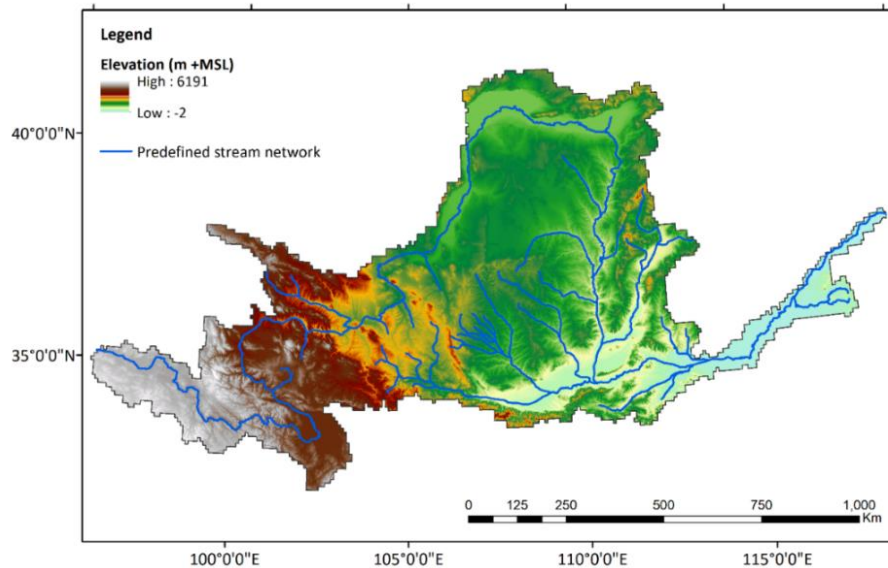 Legend
Elevation (m +MSL)
High : 6191
Low : -2
Predefined stream network
40°0'0"N
35°0'0"N
0 125 250 500 750 1,000
Km
100°0'0"E 105°0'0"E 110°0'0"E 115°0'0"E